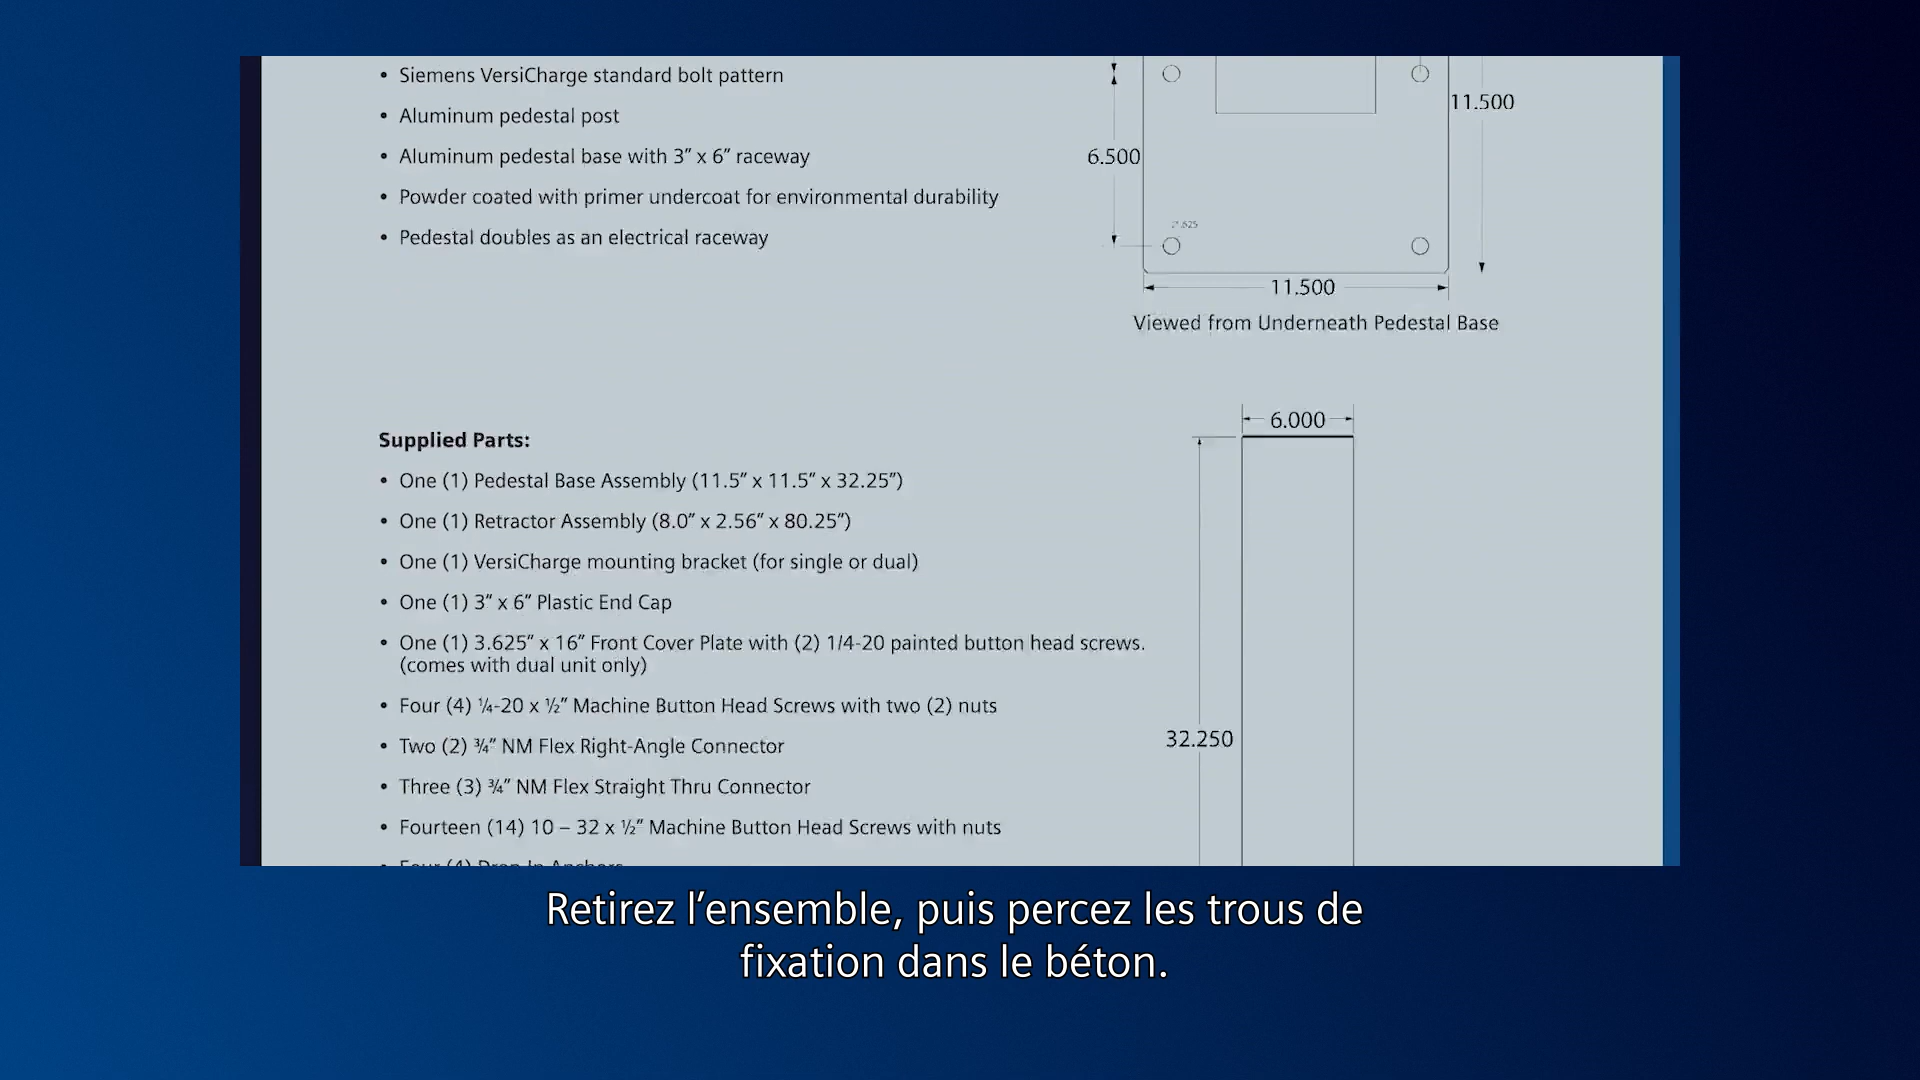 • Siemens VersiCharge standard bolt pattern
• Aluminum pedestal post
• Aluminum pedestal base with 3” x 6” raceway
• Powder coated with primer undercoat for environmental durability
• Pedestal doubles as an electrical raceway
11.500
6.500
11.500
Viewed from Underneath Pedestal Base
Supplied Parts:
• One (1) Pedestal Base Assembly (11.5” x 11.5” x 32.25”)
• One (1) Retractor Assembly (8.0” x 2.56” x 80.25”)
• One (1) VersiCharge mounting bracket (for single or dual)
• One (1) 3” x 6” Plastic End Cap
• One (1) 3.625” x 16” Front Cover Plate with (2) 1/4-20 painted button head screws.
(comes with dual unit only)
• Four (4) ¼-20 x ½” Machine Button Head Screws with two (2) nuts
• Two (2) ¾” NM Flex Right-Angle Connector
• Three (3) ¾” NM Flex Straight Thru Connector
• Fourteen (14) 10 – 32 x ½” Machine Button Head Screws with nuts
• Four (4) Drop In Anchors
6.000
32.250
Retirez l’ensemble, puis percez les trous de
fixation dans le béton.